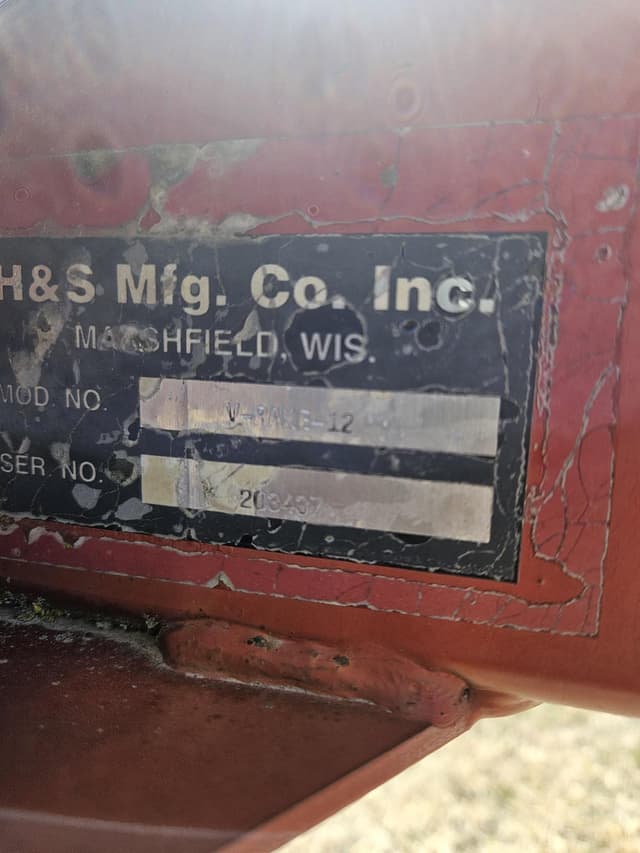 H&S Mfg. Co. Inc.
MARSHFIELD, WIS.
MOD NO. V-RAKE-12
SER NO. 203437